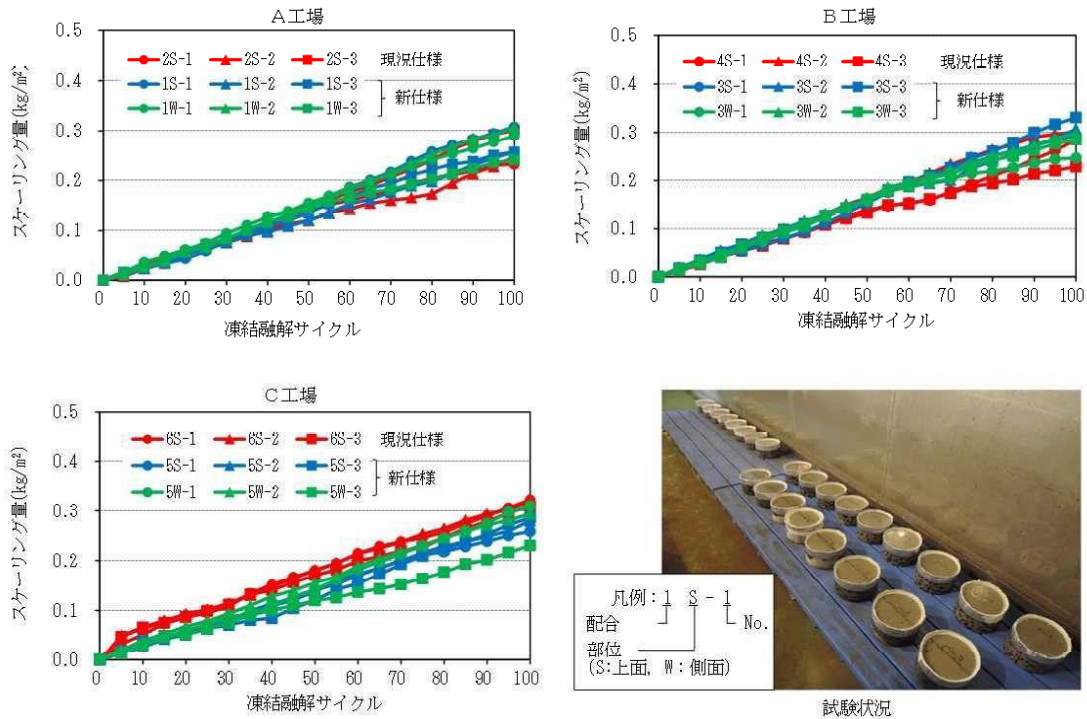 A工場
スケーリング量(kg/m²)
0.5
0.4
0.3
0.2
0.1
0.0
2S-1 2S-2 2S-3 現況仕様
1S-1 1S-2 1S-3
1W-1 1W-2 1W-3
新仕様
0 10 20 30 40 50 60 70 80 90 100
凍結融解サイクル
B工場
スケーリング量(kg/m²)
0.5
0.4
0.3
0.2
0.1
0.0
4S-1 4S-2 4S-3 現況仕様
3S-1 3S-2 3S-3
3W-1 3W-2 3W-3
新仕様
0 10 20 30 40 50 60 70 80 90 100
凍結融解サイクル
C工場
スケーリング量(kg/m²)
0.5
0.4
0.3
0.2
0.1
0.0
6S-1 6S-2 6S-3 現況仕様
5S-1 5S-2 5S-3
5W-1 5W-2 5W-3
新仕様
0 10 20 30 40 50 60 70 80 90 100
凍結融解サイクル
凡例：1 S - 1
配合 No.
部位
(S:上面, W：側面)
試験状況